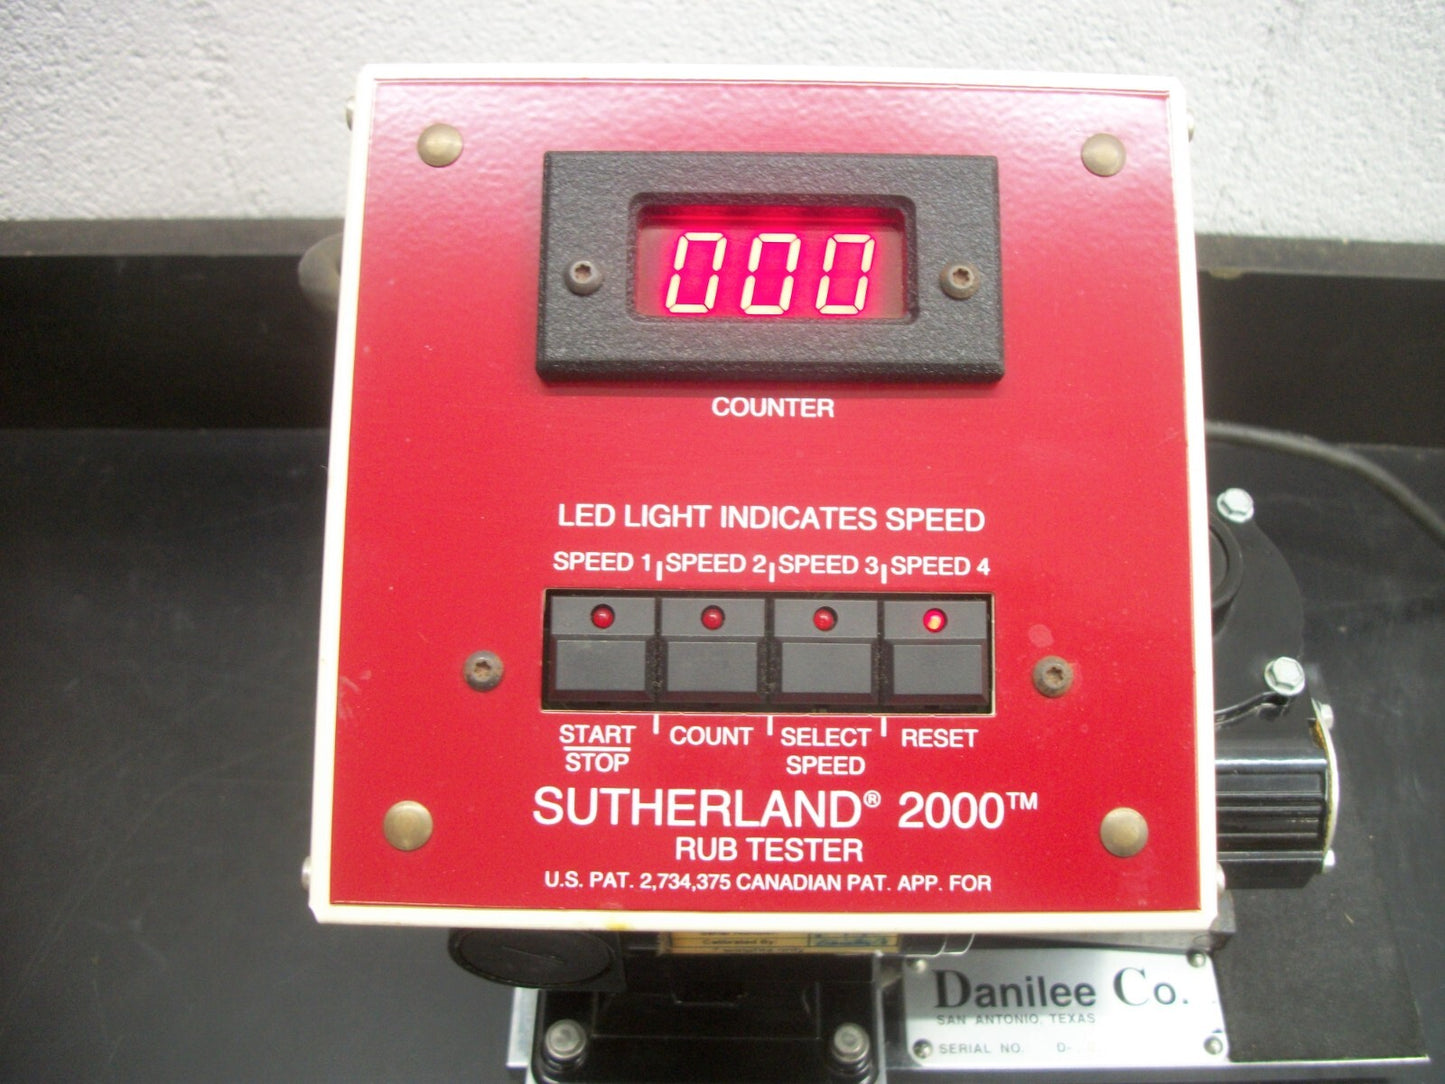 000
COUNTER
LED LIGHT INDICATES SPEED
SPEED 1 SPEED 2 SPEED 3 SPEED 4
START COUNT SELECT RESET
STOP SPEED
SUTHERLAND® 2000™
RUB TESTER
U.S. PAT. 2,734,375 CANADIAN PAT. APP. FOR
Calibrated By:
Danilee Co.
SAN ANTONIO, TEXAS
SERIAL NO. D-